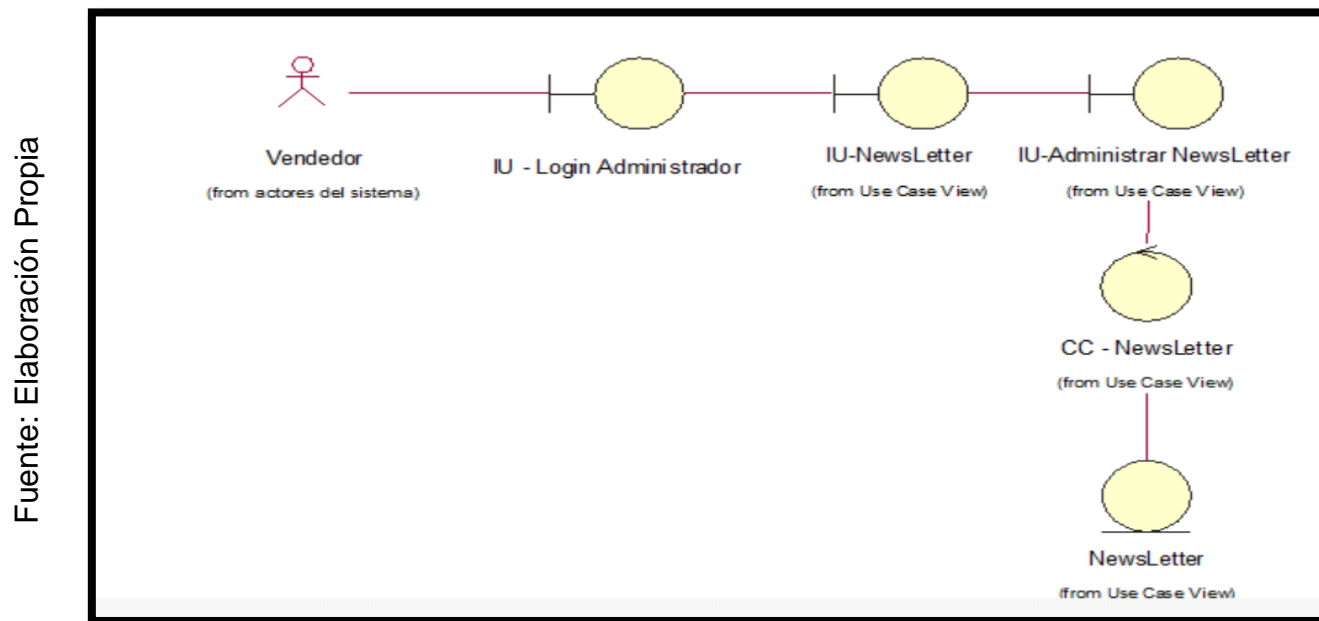 Fuente: Elaboración Propia
Vendedor
(from actores del sistema)
IU - Login Administrador
IU-NewsLetter
(from Use Case View)
IU-Administrar NewsLetter
(from Use Case View)
CC - NewsLetter
(from Use Case View)
NewsLetter
(from Use Case View)